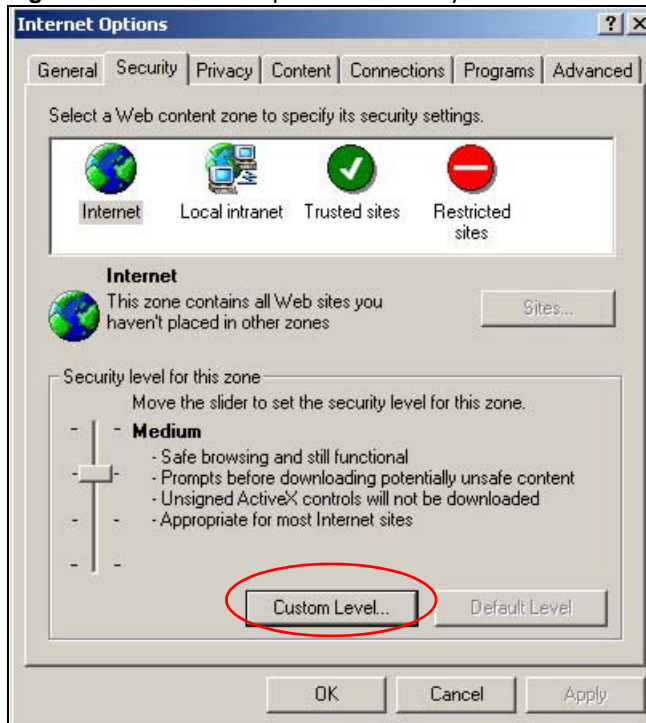 Internet Options
General Security Privacy Content Connections Programs Advanced
Select a Web content zone to specify its security settings.
Internet Local intranet Trusted sites Restricted sites
Internet
This zone contains all Web sites you
haven't placed in other zones
Sites...
Security level for this zone
Move the slider to set the security level for this zone.
Medium
- Safe browsing and still functional
- Prompts before downloading potentially unsafe content
- Unsigned ActiveX controls will not be downloaded
- Appropriate for most Internet sites
Custom Level... Default Level
OK Cancel Apply